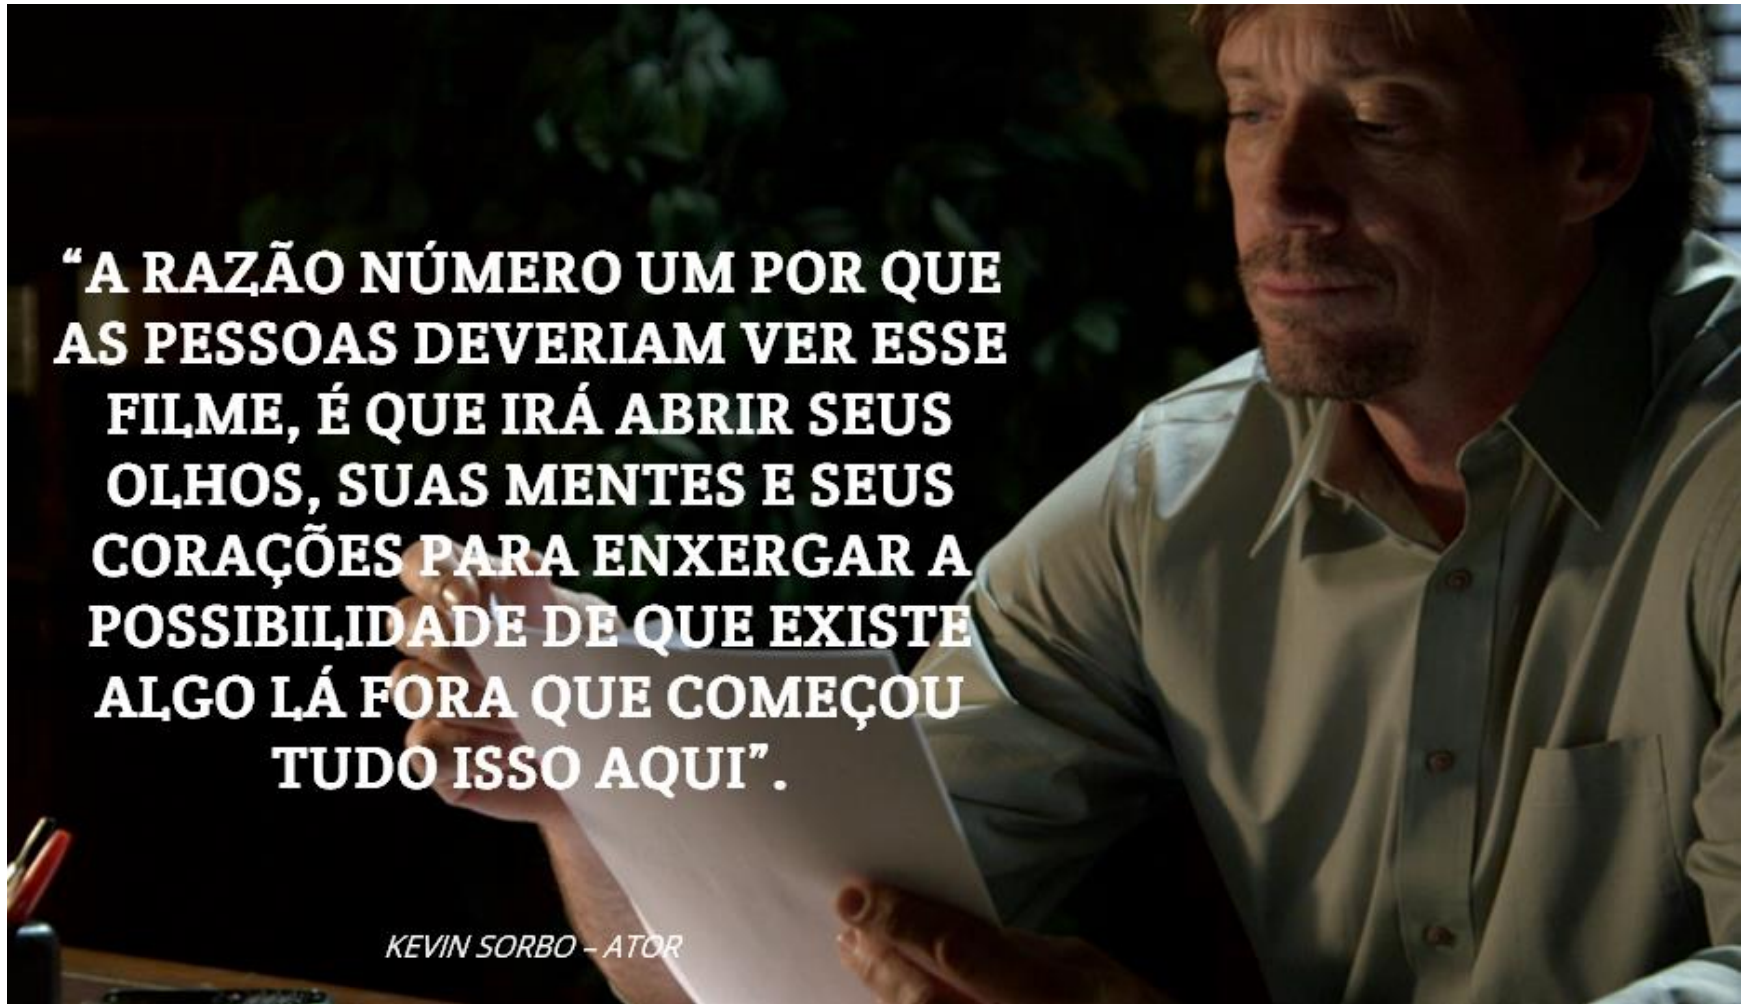 “A RAZÃO NÚMERO UM POR QUE
AS PESSOAS DEVERIAM VER ESSE
FILME, É QUE IRÁ ABRIR SEUS
OLHOS, SUAS MENTES E SEUS
CORAÇÕES PARA ENXERGAR A
POSSIBILIDADE DE QUE EXISTE
ALGO LÁ FORA QUE COMEÇOU
TUDO ISSO AQUI”.
KEVIN SORBO – ATOR